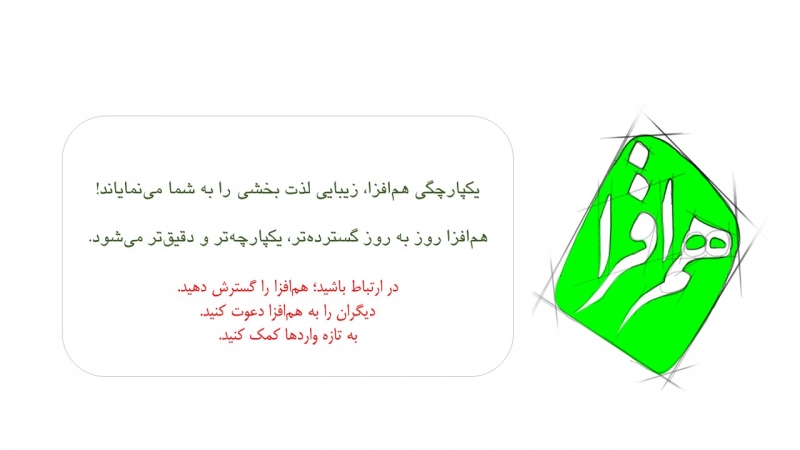 یکپارچگی هم‌افزا، زیبایی لذت بخشی را به شما می‌نمایاند!
هم‌افزا روز به روز گسترده‌تر، یکپارچه‌تر و دقیق‌تر می‌شود.
در ارتباط باشید؛ هم‌افزا را گسترش دهید.
دیگران را به هم‌افزا دعوت کنید.
به تازه واردها کمک کنید.
هم‌افزا